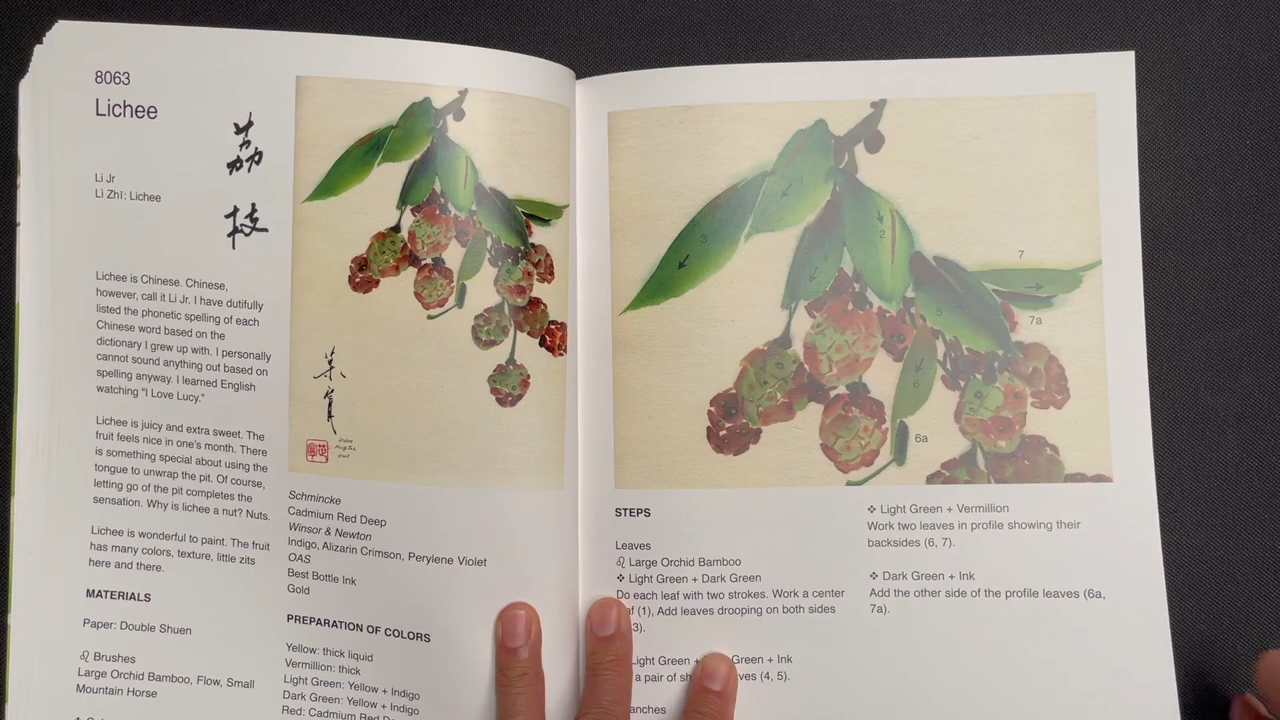 8063
Lichee
荔
枝
Li Jr
Lì Zhī: Lichee
Lichee is Chinese. Chinese,
however, call it Li Jr. I have dutifully
listed the phonetic spelling of each
Chinese word based on the
dictionary I grew up with. I personally
cannot sound anything out based on
spelling anyway. I learned English
watching "I Love Lucy."
Lichee is juicy and extra sweet. The
fruit feels nice in one's month. There
is something special about using the
tongue to unwrap the pit. Of course,
letting go of the pit completes the
sensation. Why is lichee a nut? Nuts.
Lichee is wonderful to paint. The fruit
has many colors, texture, little zits
here and there.
MATERIALS
Paper: Double Shuen
Brushes
Large Orchid Bamboo, Flow, Small
Mountain Horse
Schmincke
Cadmium Red Deep
Winsor & Newton
Indigo, Alizarin Crimson, Perylene Violet
OAS
Best Bottle Ink
Gold
PREPARATION OF COLORS
Yellow: thick liquid
Vermillion: thick
Light Green: Yellow + Indigo
Dark Green: Yellow + Indigo
Red: Cadmium Red
1
2
3
5
6
6a
7
7a
STEPS
Leaves
Large Orchid Bamboo
❖ Light Green + Dark Green
Do each leaf with two strokes. Work a center
(1), Add leaves drooping on both sides
3).
Light Green + Green + Ink
a pair of (4, 5).
❖ Light Green + Vermillion
Work two leaves in profile showing their
backsides (6, 7).
❖ Dark Green + Ink
Add the other side of the profile leaves (6a,
7a).